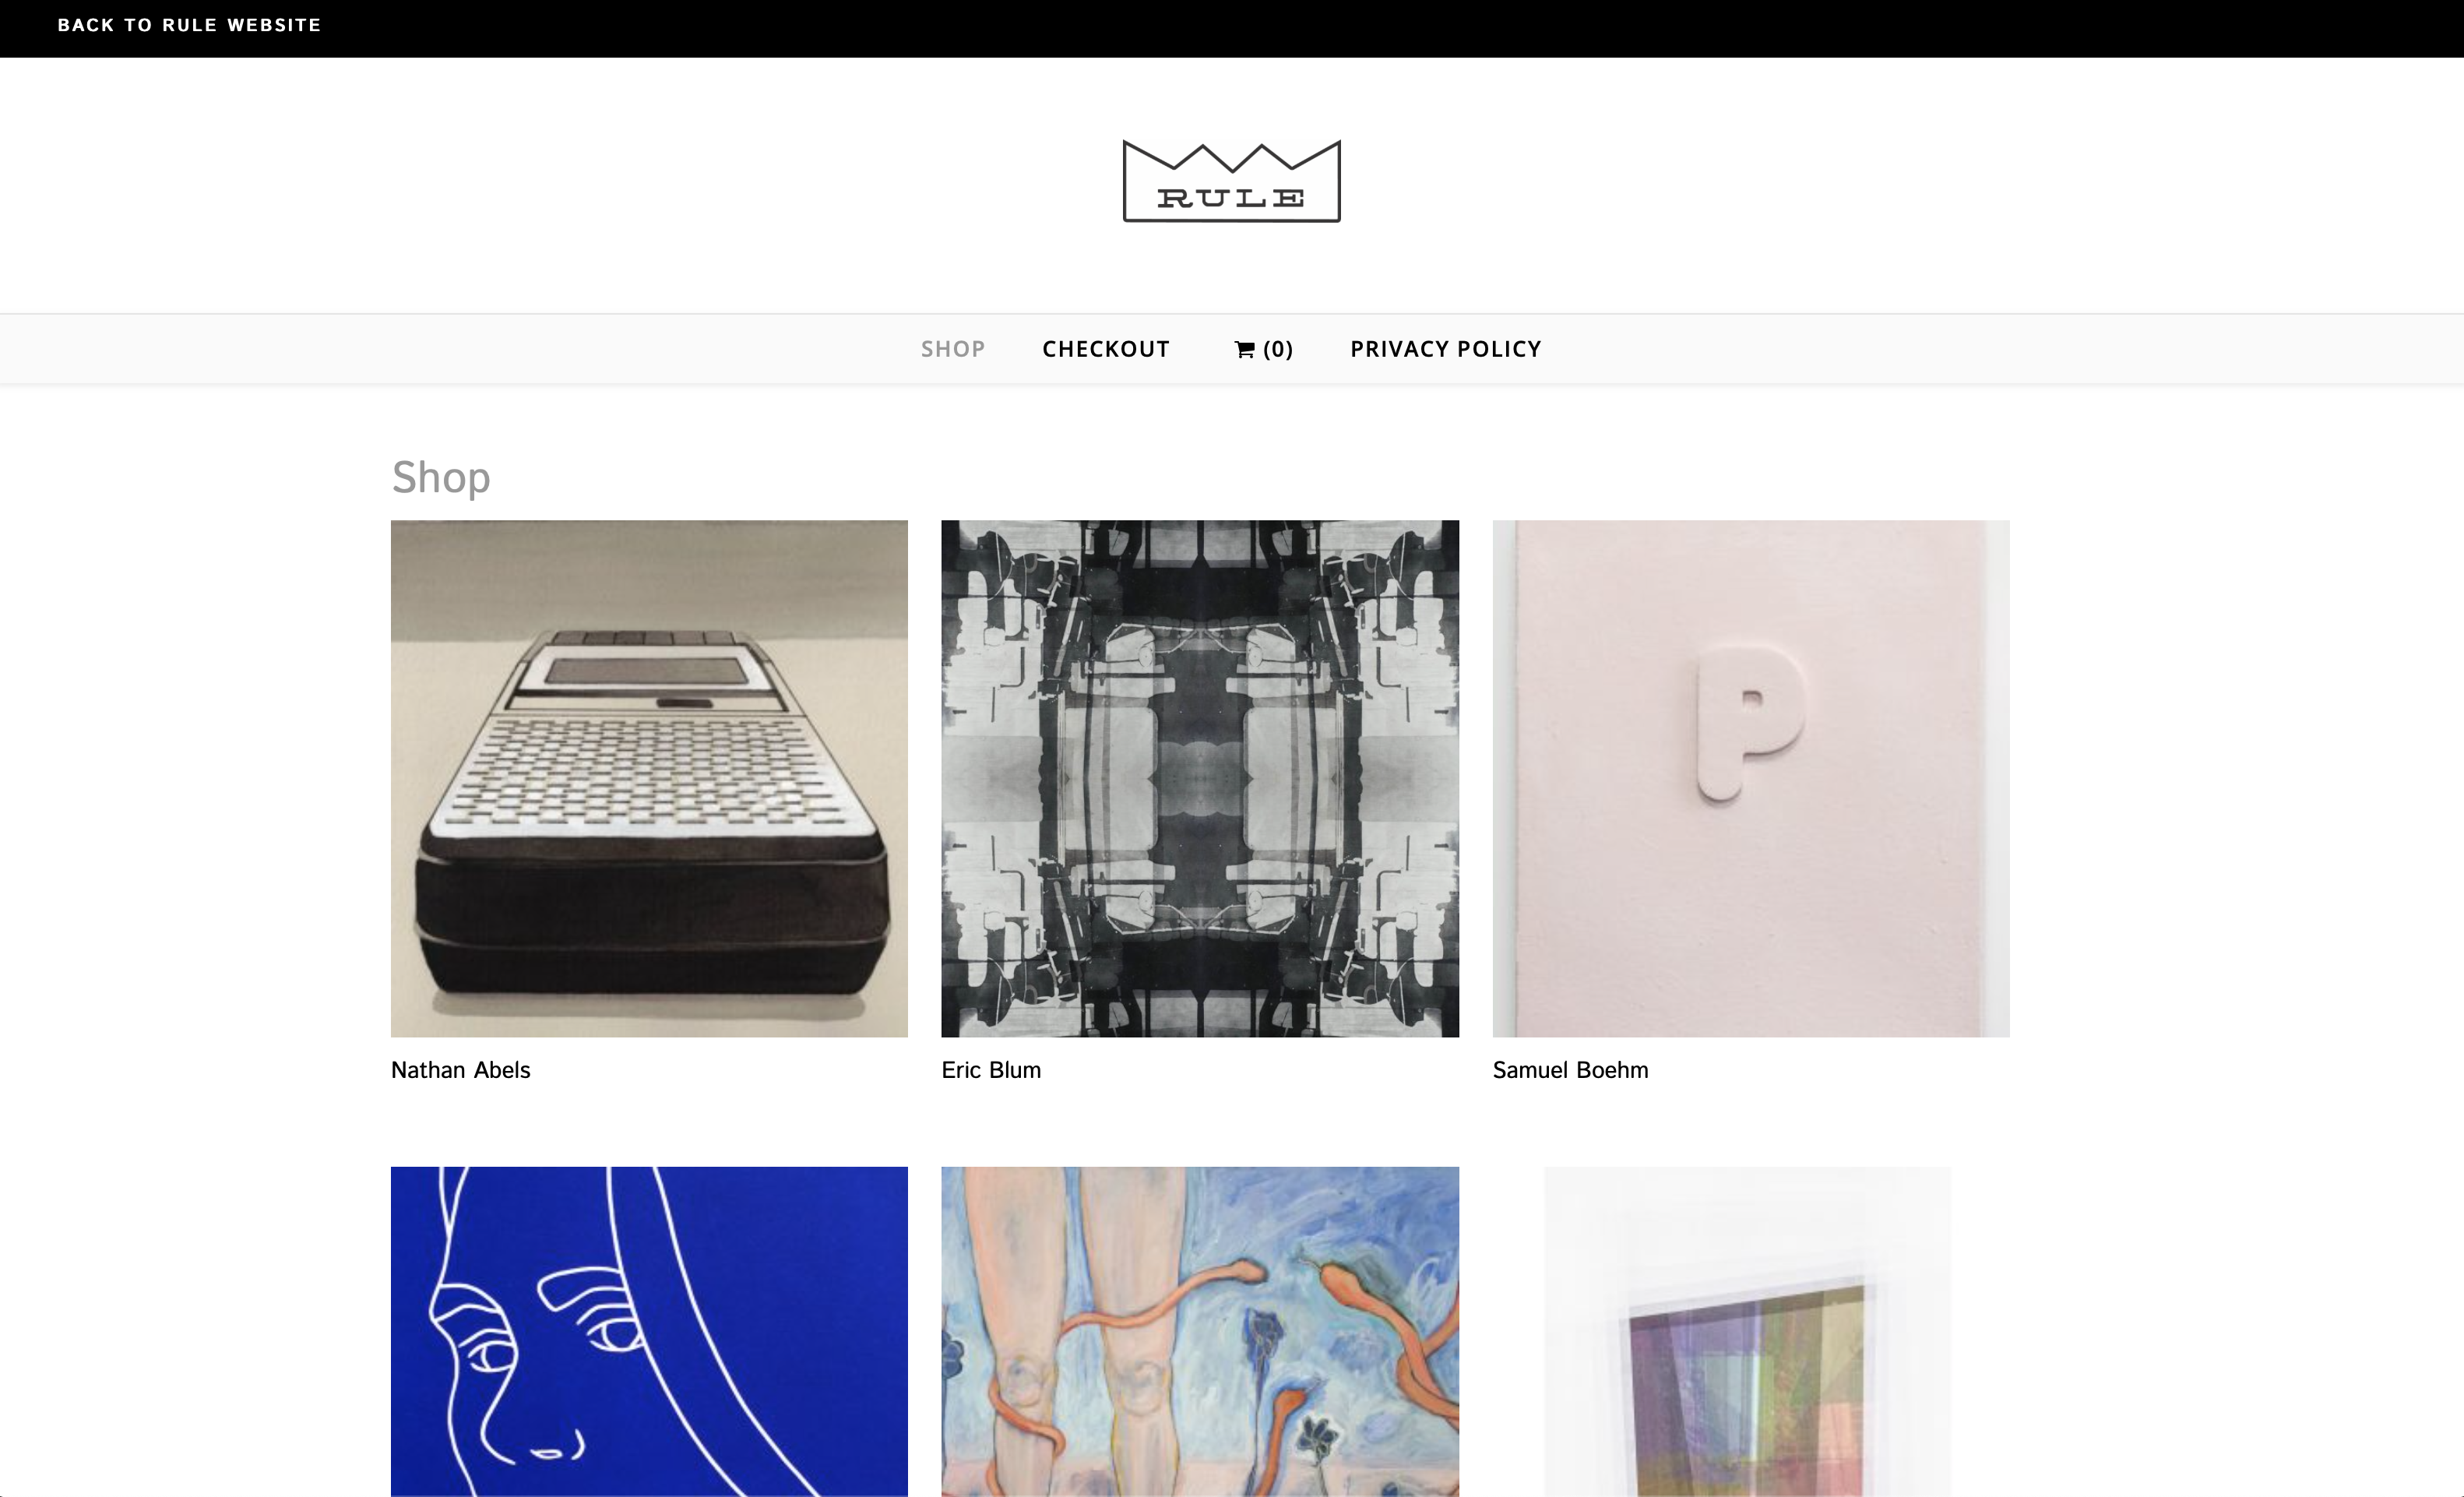 BACK TO RULE WEBSITE
RULE
SHOP CHECKOUT (0) PRIVACY POLICY
Shop
P
Nathan Abels
Eric Blum
Samuel Boehm